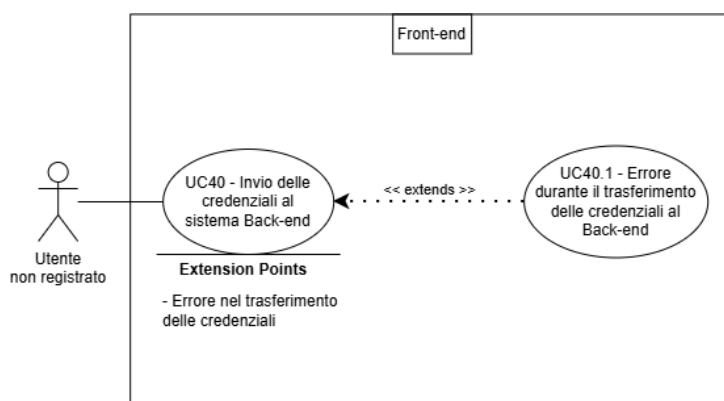 Front-end
UC40 - Invio delle
credenziali al
sistema Back-end
<< extends >>
UC40.1 - Errore
durante il trasferimento
delle credenziali al
Back-end
Utente
non registrato
Extension Points
- Errore nel trasferimento
delle credenziali